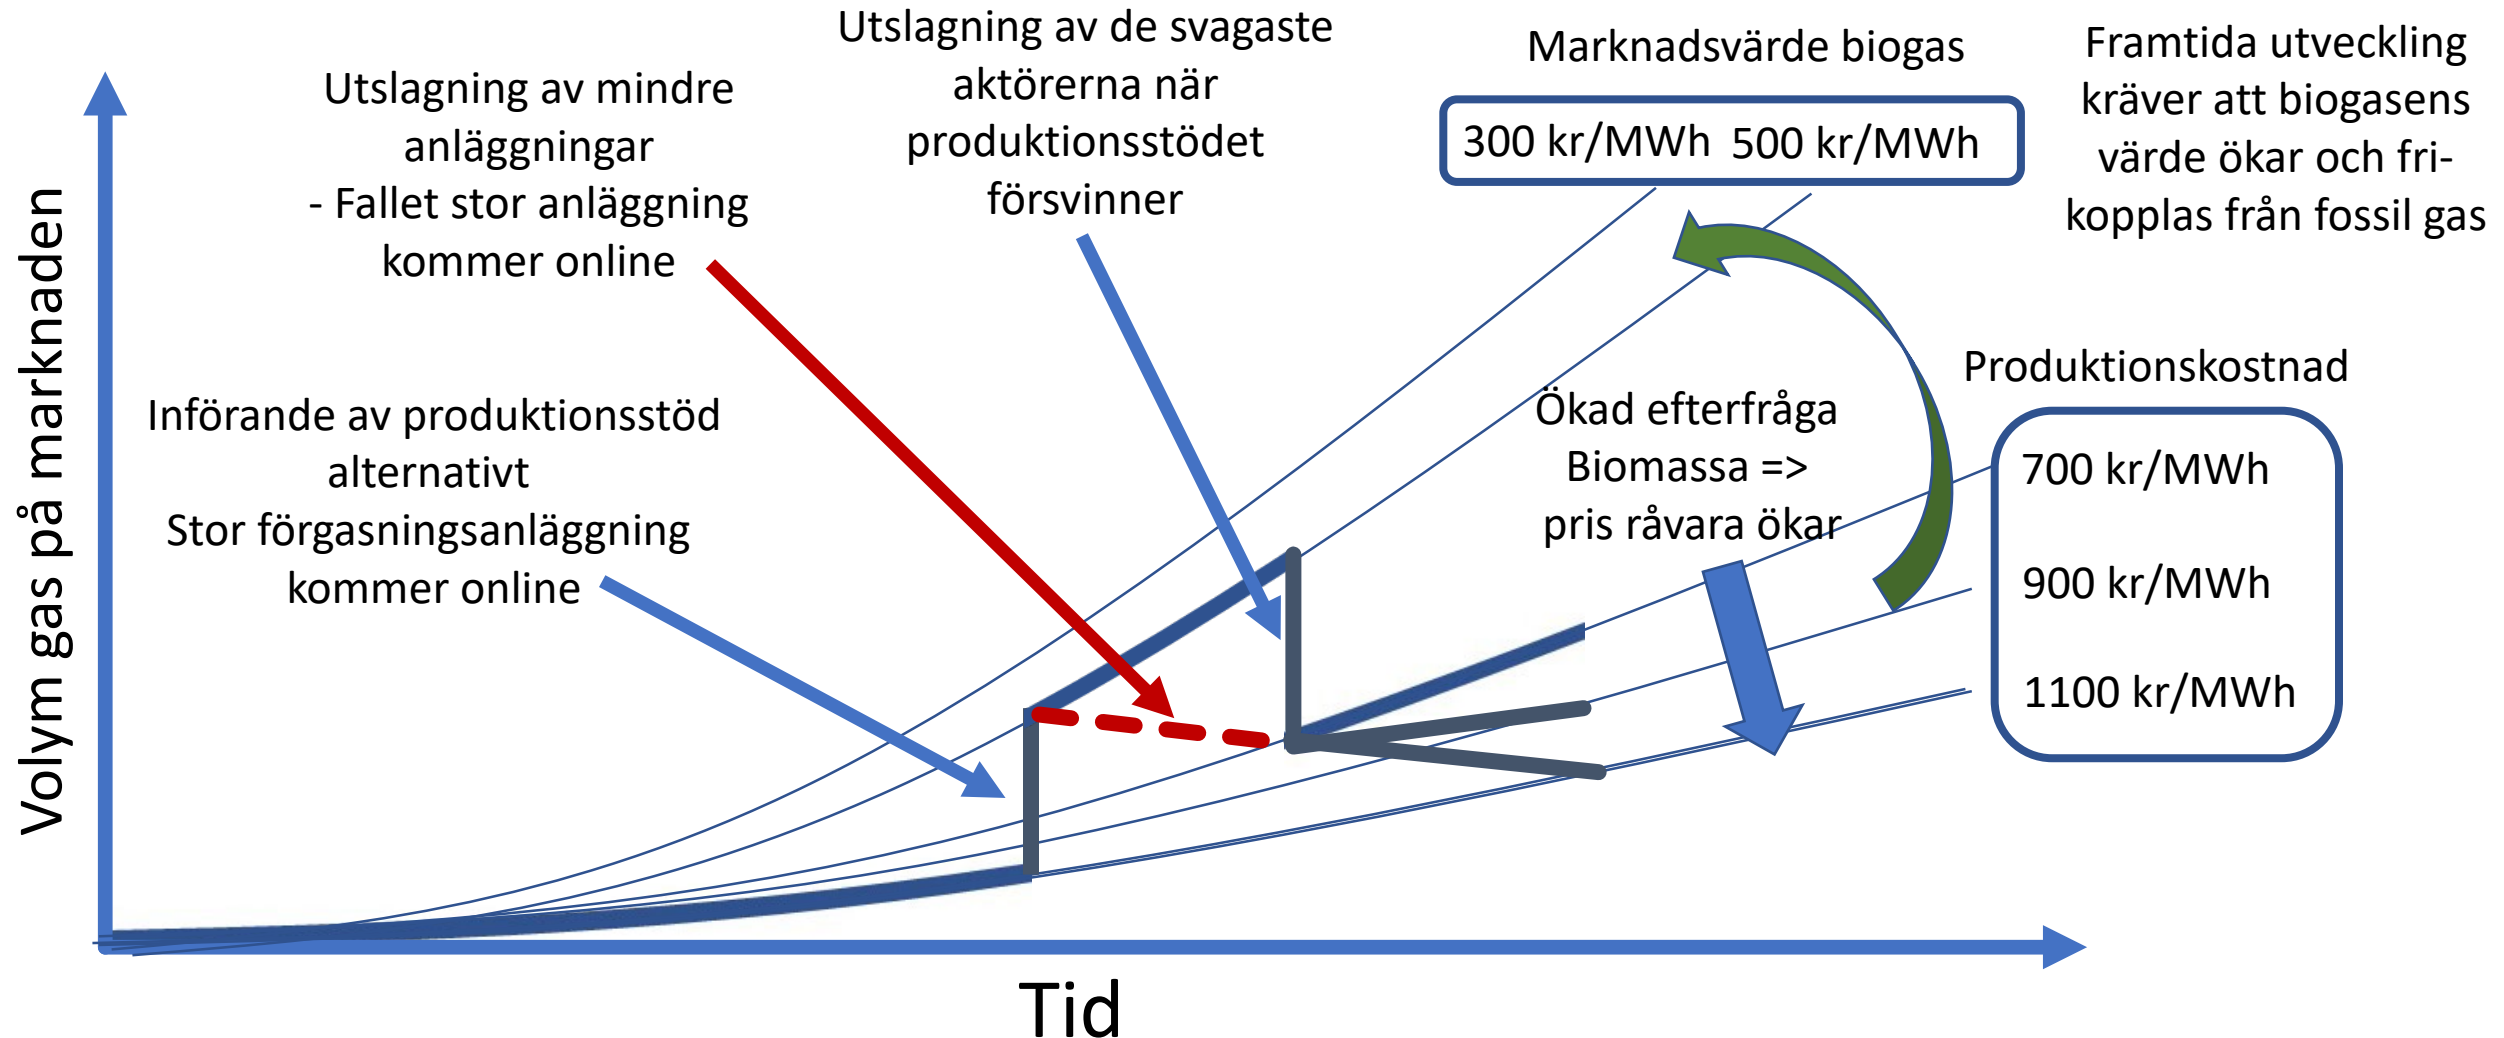 Utslagning av de svagaste
aktörerna när
produktionsstödet
försvinner
Utslagning av mindre
anläggningar
- Fallet stor anläggning
kommer online
Marknadsvärde biogas
300 kr/MWh 500 kr/MWh
Framtida utveckling
kräver att biogasens
värde ökar och fri-
kopplas från fossil gas
Införande av produktionsstöd
alternativt
Stor förgasningsanläggning
kommer online
Ökad efterfråga
Biomassa =>
pris råvara ökar
Produktionskostnad
700 kr/MWh
900 kr/MWh
1100 kr/MWh
Volym gas på marknaden
Tid